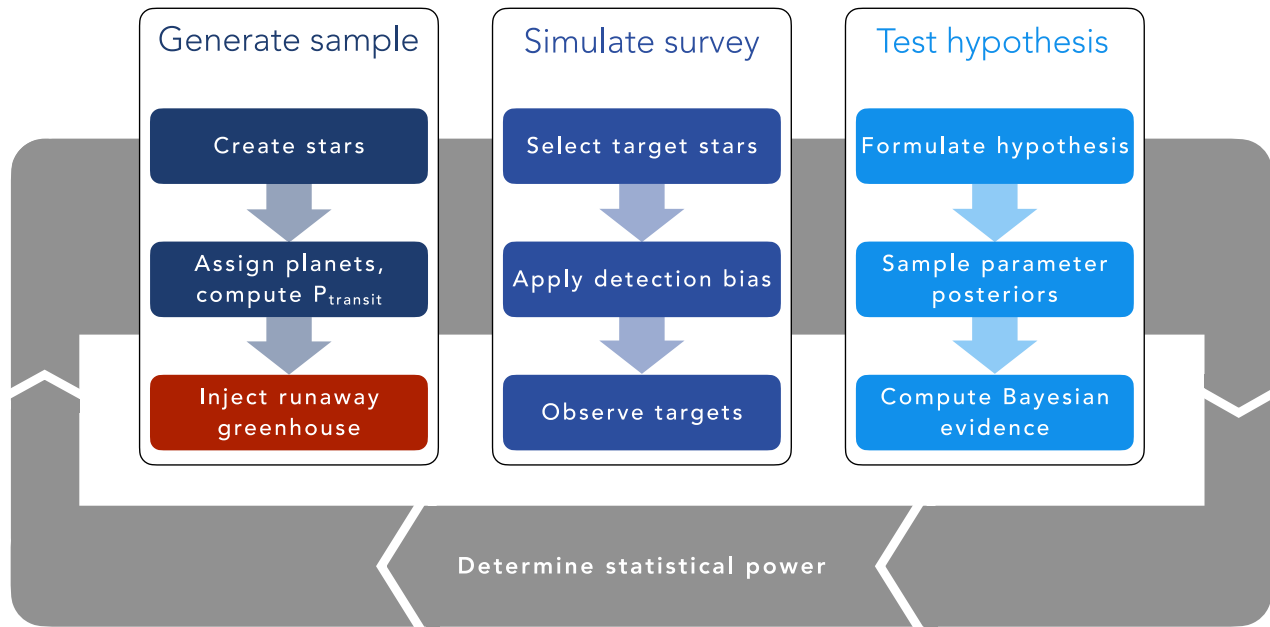 Generate sample
Create stars
Assign planets,
compute P_transit
Inject runaway
greenhouse
Simulate survey
Select target stars
Apply detection bias
Observe targets
Test hypothesis
Formulate hypothesis
Sample parameter
posteriors
Compute Bayesian
evidence
Determine statistical power